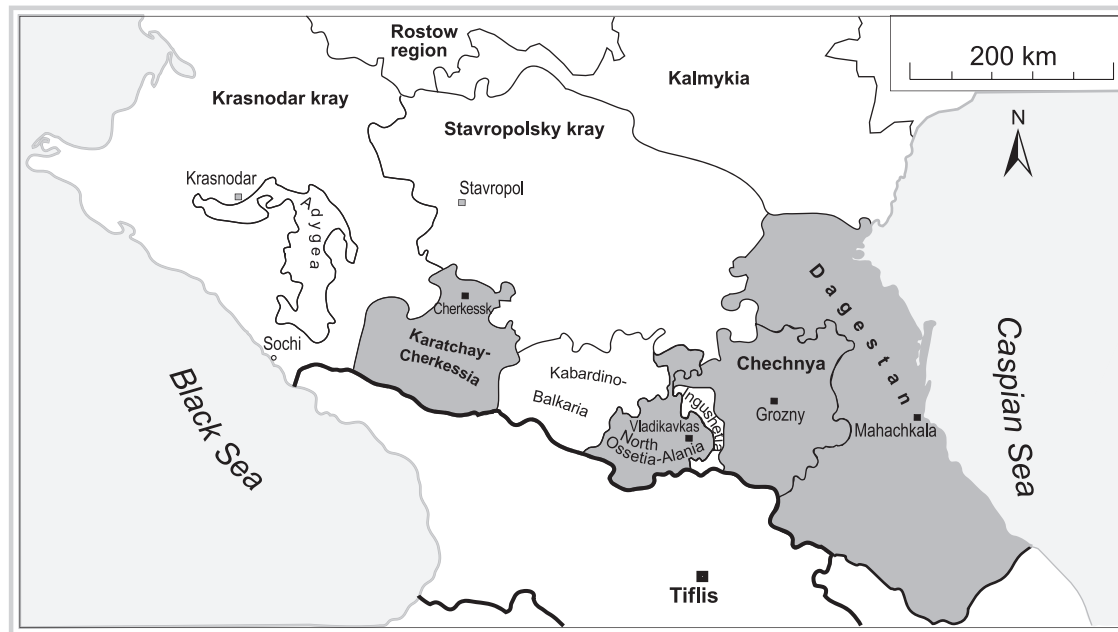 Rostow
region
200 km
Kalmykia
Krasnodar kray
Stavropolsky kray
N
Krasnodar
Stavropol
Adygea
Dagestan
Cherkessk
Sochi
Karatchay-
Cherkessia
Kabardino-
Balkaria
Chechnya
Ingushetia
Grozny
Vladikavkas
North
Ossetia-Alania
Mahachkala
Black Sea
Caspian Sea
Tiflis